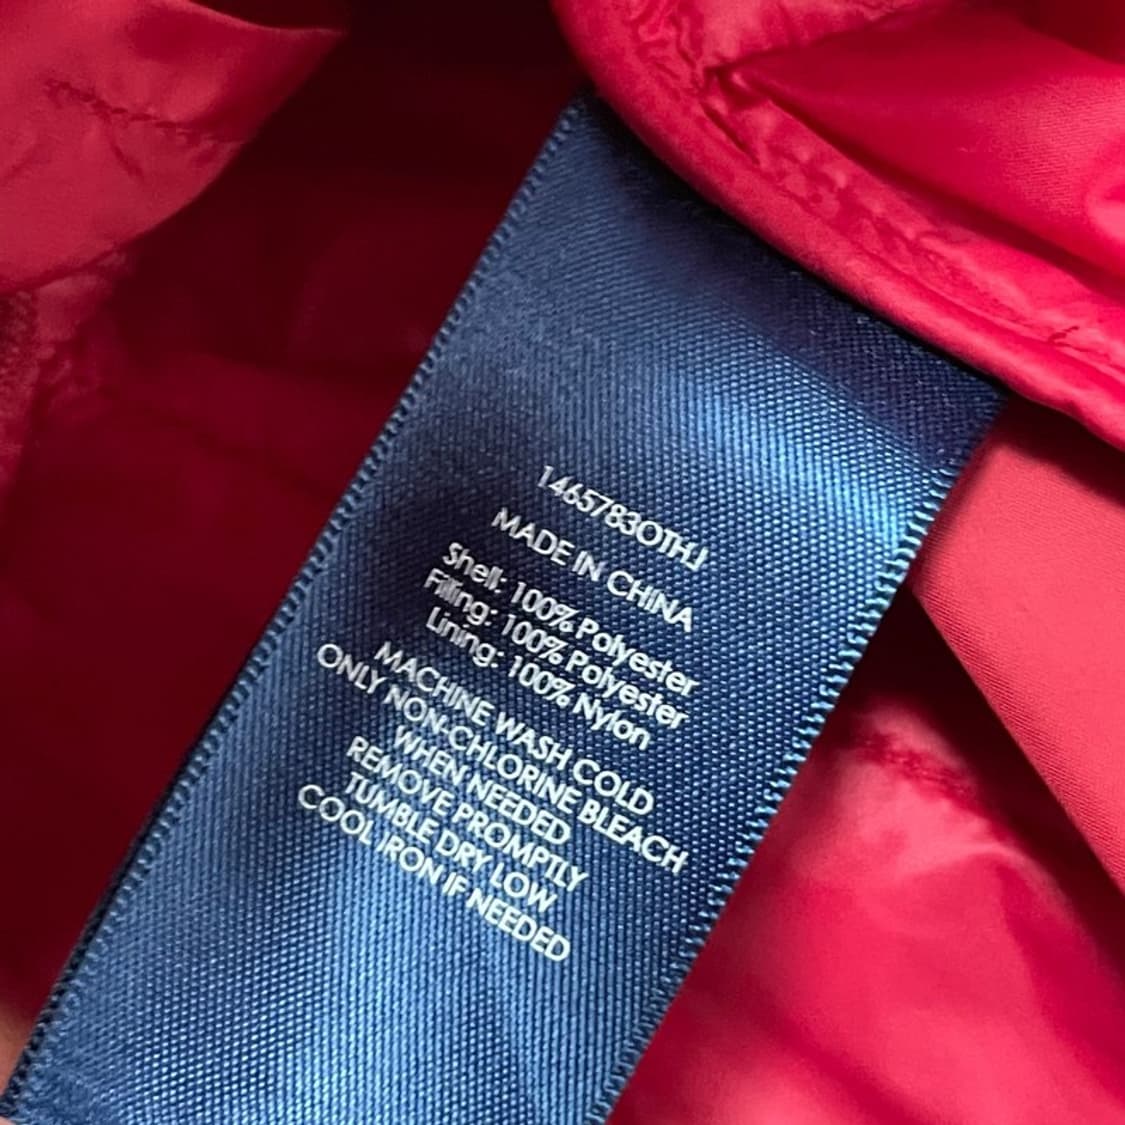 1465783OTHJ
MADE IN CHINA
Shell: 100% Polyester
Filling: 100% Polyester
Lining: 100% Nylon
MACHINE WASH COLD
ONLY NON-CHLORINE BLEACH
WHEN NEEDED
REMOVE PROMPTLY
TUMBLE DRY LOW
COOL IRON IF NEEDED